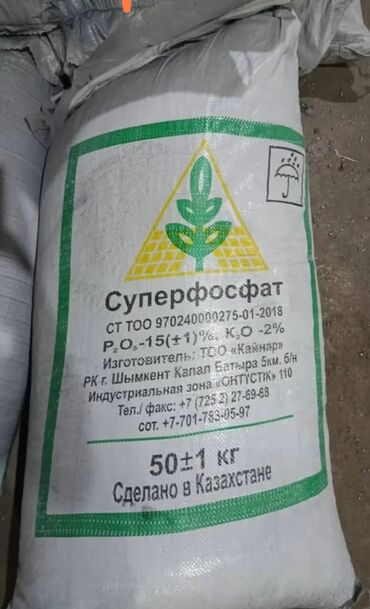 Суперфосфат
СТ ТОО 970240000275-01-2018
P₂O₅-15(±1)%, K₂O -2%
Изготовитель: ТОО «Кайнар»
РК г. Шымкент Капал Батыра 5км. б/н
Индустриальная зона «ОНТҮСТІК» 110
Тел./ факс: +7 (725 2) 27-69-68
сот. +7-701-783-05-97
50±1 кг
Сделано в Казахстане